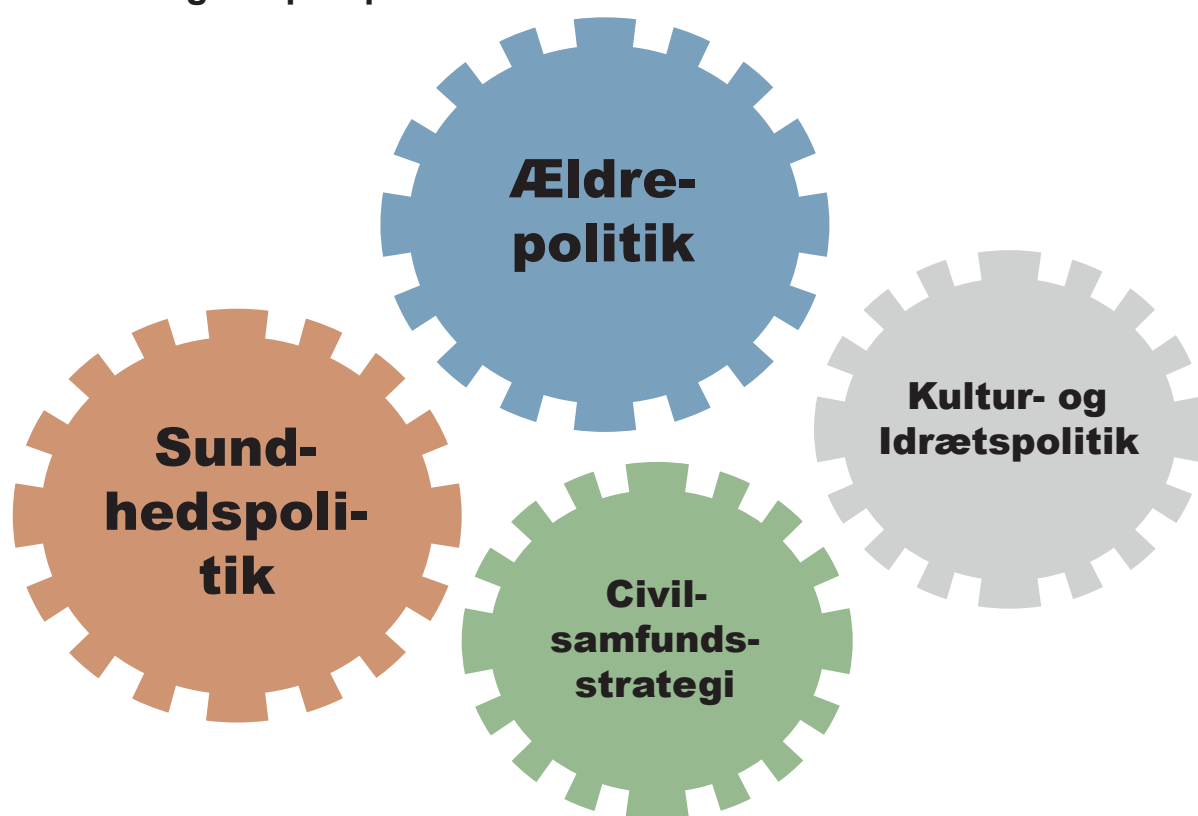 Ældre-
politik
Kultur- og
Idrætspolitik
Sund-
hedspoli-
tik
Civil-
samfunds-
strategi